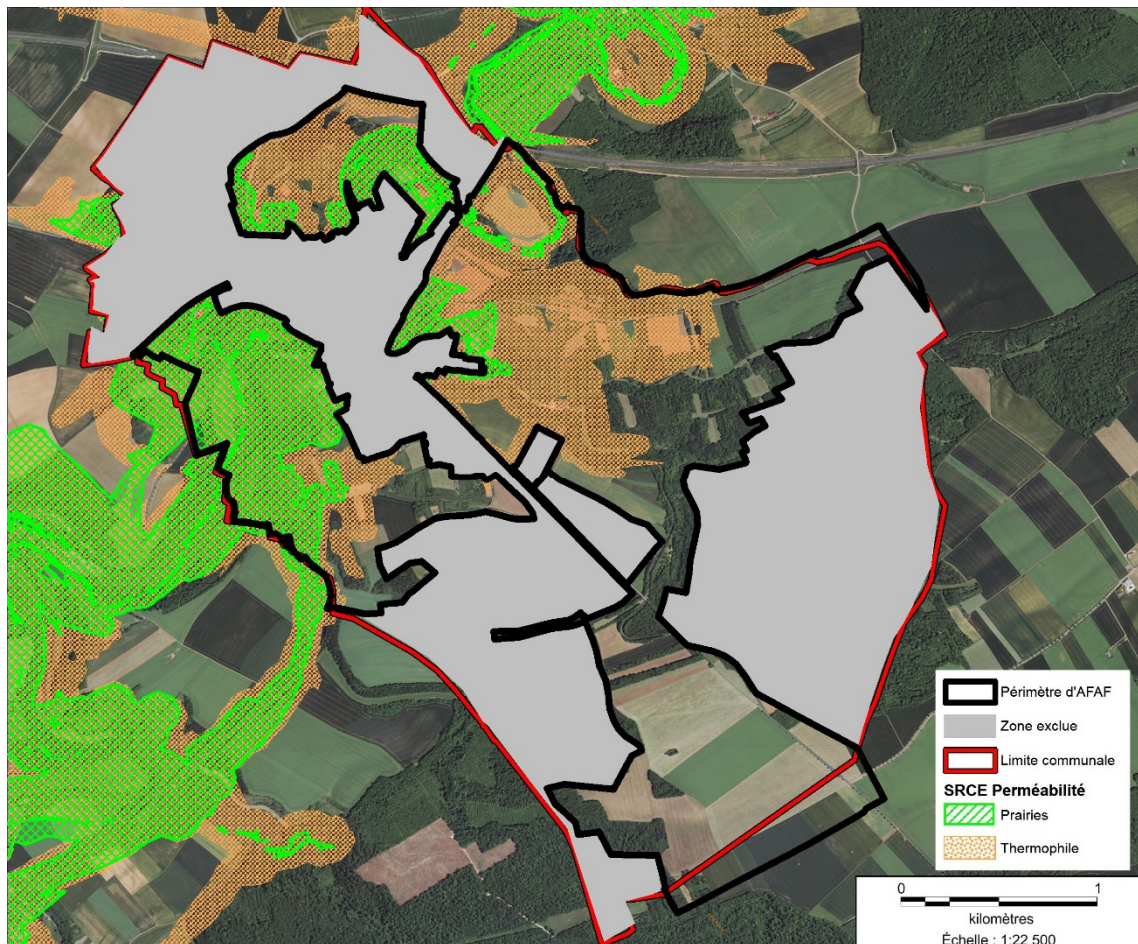 Périmètre d'AFAF
Zone exclue
Limite communale
SRCE Perméabilité
Prairies
Thermophile
0 1
kilomètres
Échelle : 1:22 500